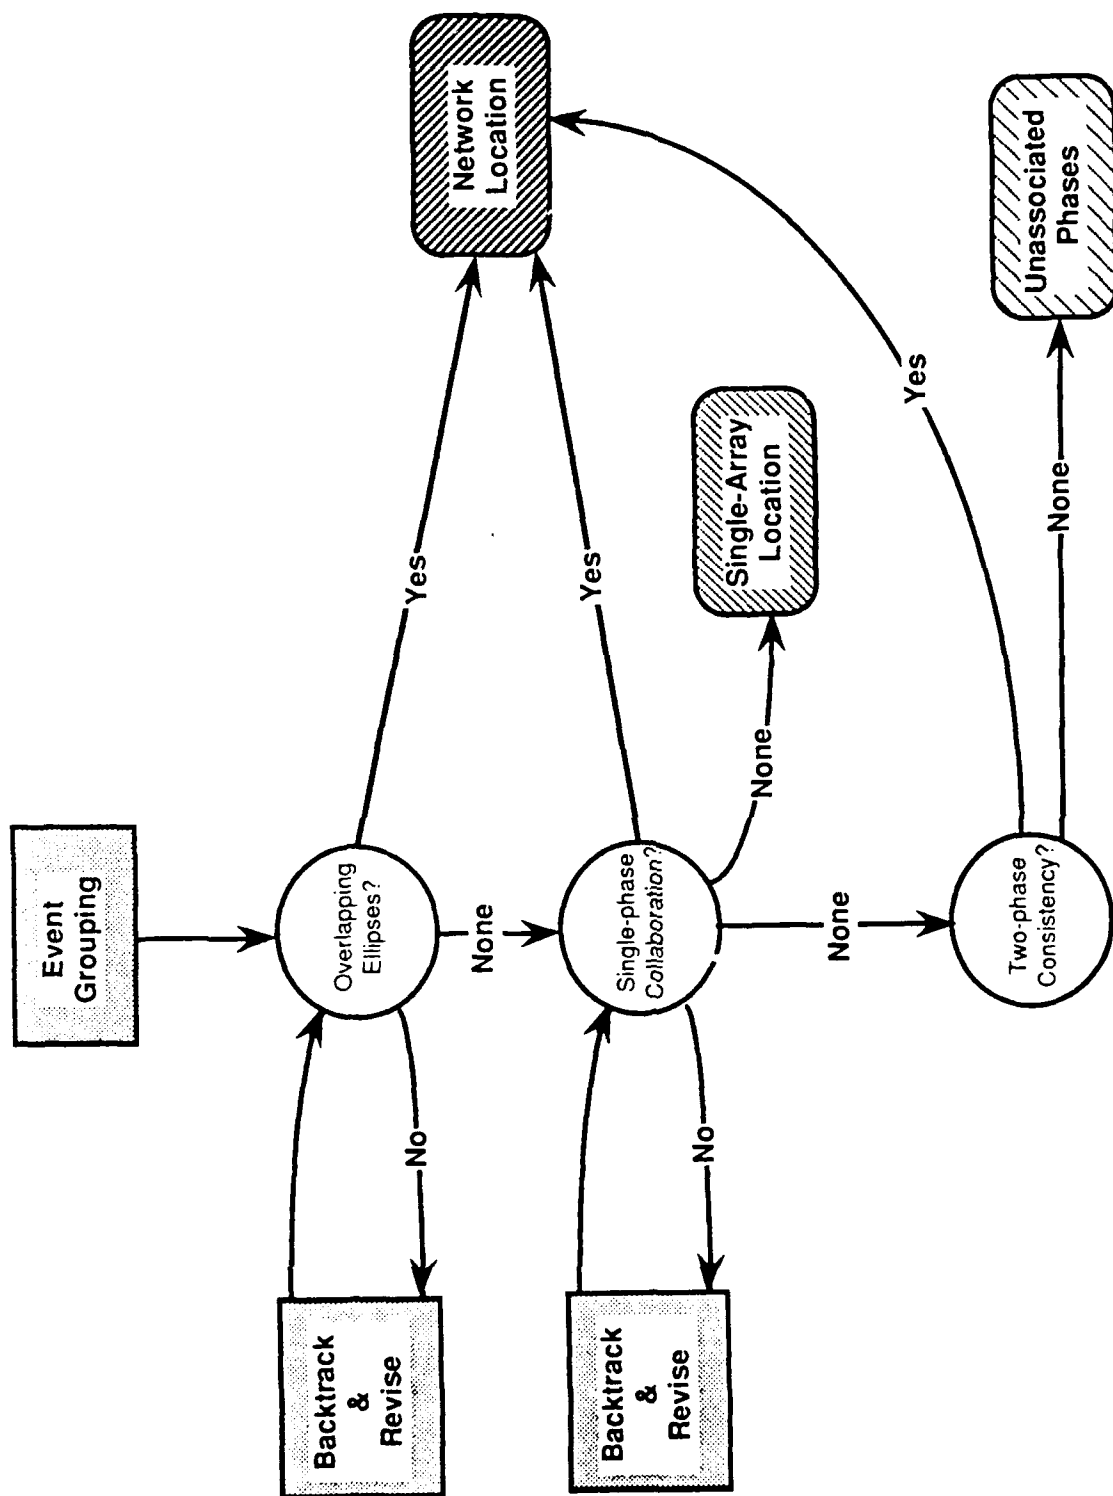 Event
Grouping
Overlapping
Ellipses?
Yes
Network
Location
No
Backtrack
&
Revise
None
Single-phase
Collaboration?
Yes
No
Backtrack
&
Revise
None
Single-Array
Location
None
Two-phase
Consistency?
Yes
None
Unassociated
Phases